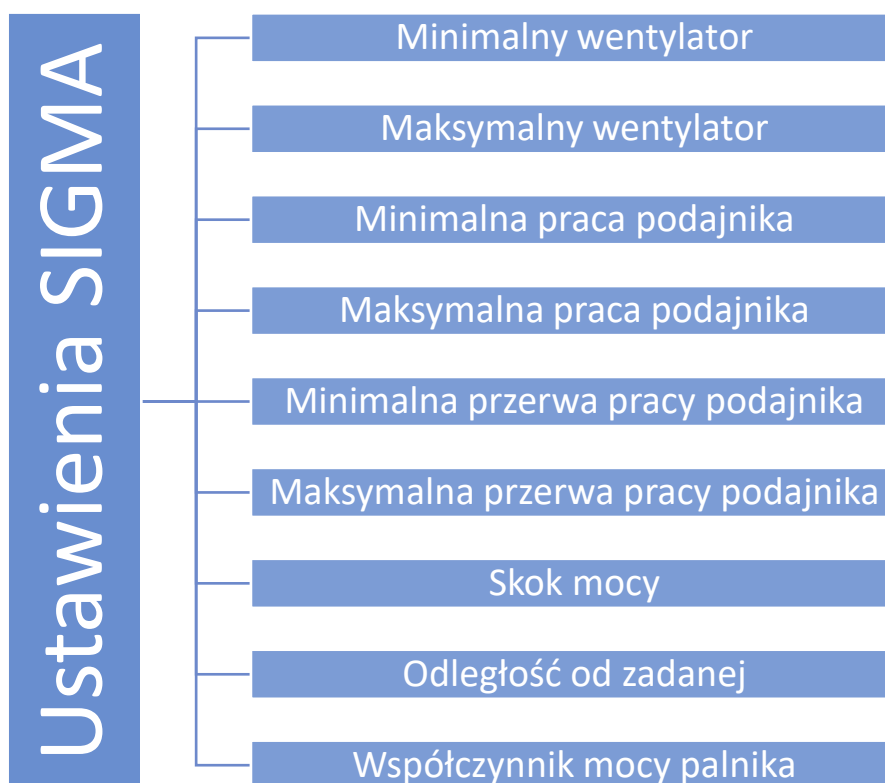 Ustawienia SIGMA
Minimalny wentylator
Maksymalny wentylator
Minimalna praca podajnika
Maksymalna praca podajnika
Minimalna przerwa pracy podajnika
Maksymalna przerwa pracy podajnika
Skok mocy
Odległość od zadanej
Współczynnik mocy palnika